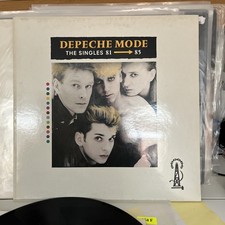 DEPECHE MODE
THE SINGLES 81 → 85